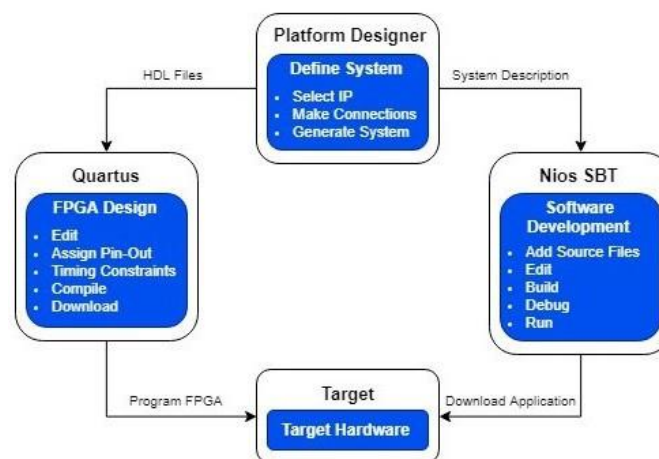 Platform Designer
Define System
• Select IP
• Make Connections
• Generate System
HDL Files
System Description
Quartus
FPGA Design
• Edit
• Assign Pin-Out
• Timing Constraints
• Compile
• Download
Nios SBT
Software
Development
• Add Source Files
• Edit
• Build
• Debug
• Run
Program FPGA
Target
Target Hardware
Download Application